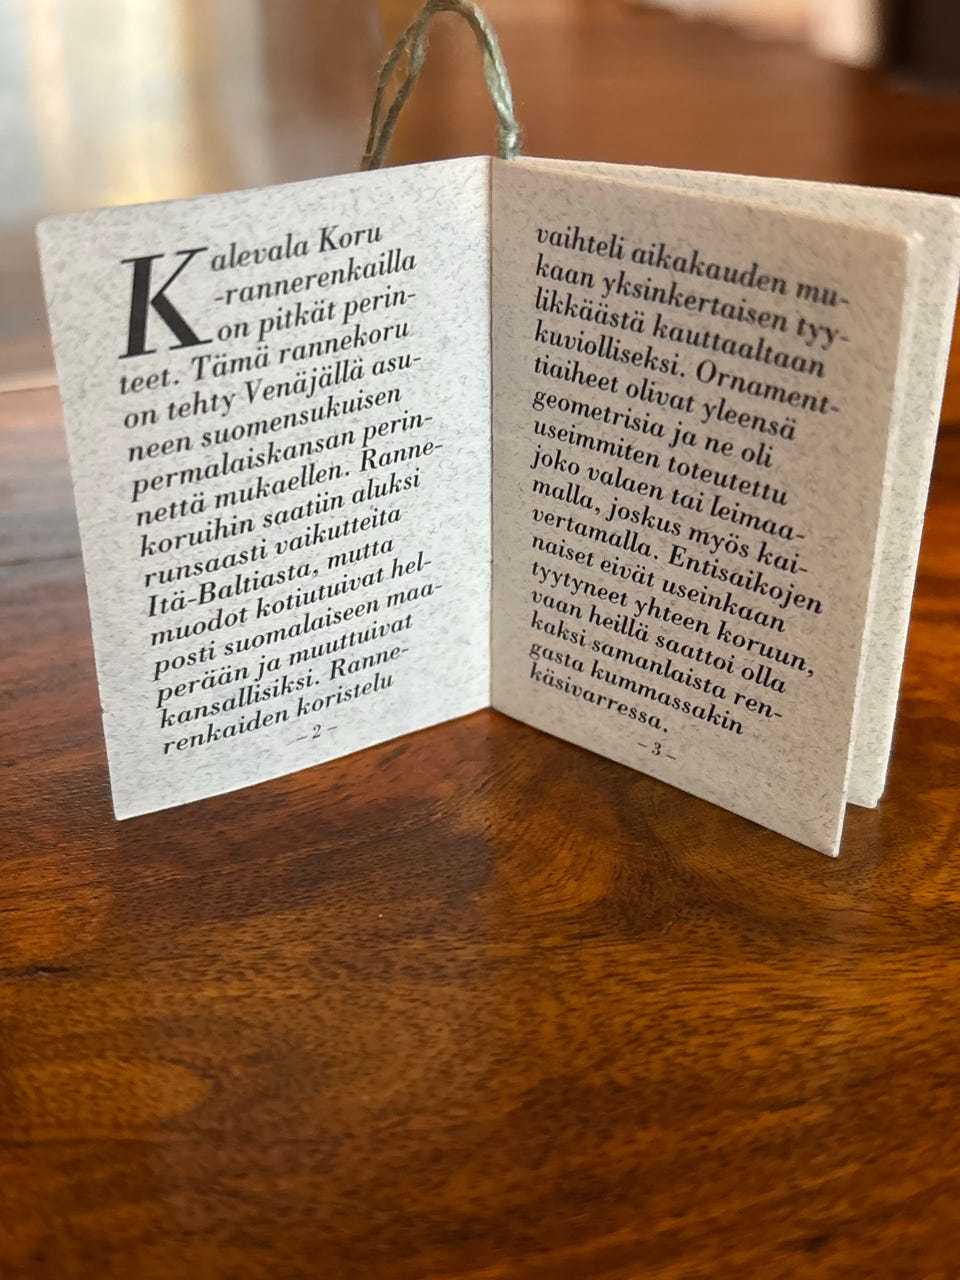 Kalevala Koru
-rannerenkailla
on pitkät perin-
teet. Tämä rannekoru
on tehty Venäjällä asu-
neen suomensukuisen
permalaiskansan perin-
nettä mukaellen. Ranne-
koruihin saatiin aluksi
runsaasti vaikutteita
Itä-Baltiasta, mutta
muodot kotiutuivat hel-
posti suomalaiseen maa-
perään ja muuttuivat
kansallisiksi. Ranne-
renkaiden koristelu
– 2 –
vaihteli aikakauden mu-
kaan yksinkertaisen tyy-
likkäästä kauttaaltaan
kuviolliseksi. Ornament-
tiaiheet olivat yleensä
geometrisia ja ne oli
useimmiten toteutettu
joko valaen tai leimaa-
malla, joskus myös kai-
vertamalla. Entisaikojen
naiset eivät useinkaan
tyytyneet yhteen koruun,
vaan heillä saattoi olla
kaksi samanlaista ren-
gasta kummassakin
käsivarressa.
– 3 –